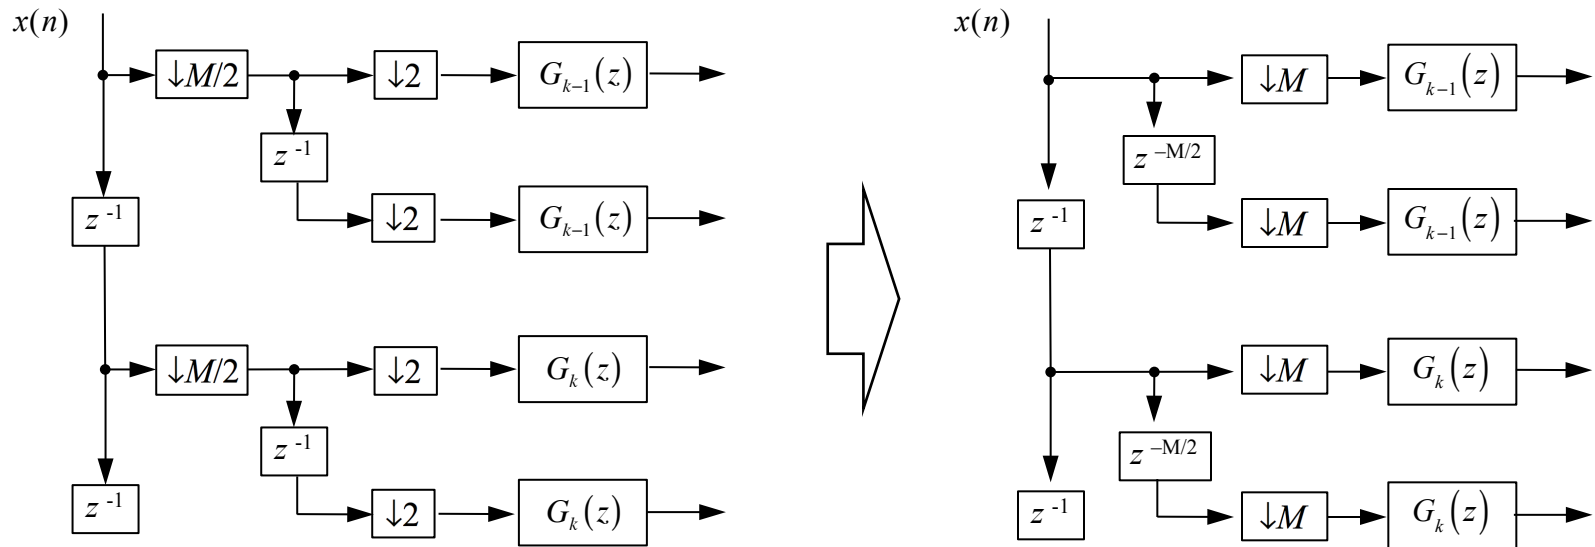 x(n)
↓M/2
↓2
G_{k−1}(z)
z^{-1}
z^{-1}
↓2
G_{k−1}(z)
↓M/2
↓2
G_k(z)
z^{-1}
z^{-1}
↓2
G_k(z)
x(n)
↓M
G_{k−1}(z)
z^{−M/2}
z^{-1}
↓M
G_{k−1}(z)
↓M
G_k(z)
z^{−M/2}
z^{-1}
↓M
G_k(z)